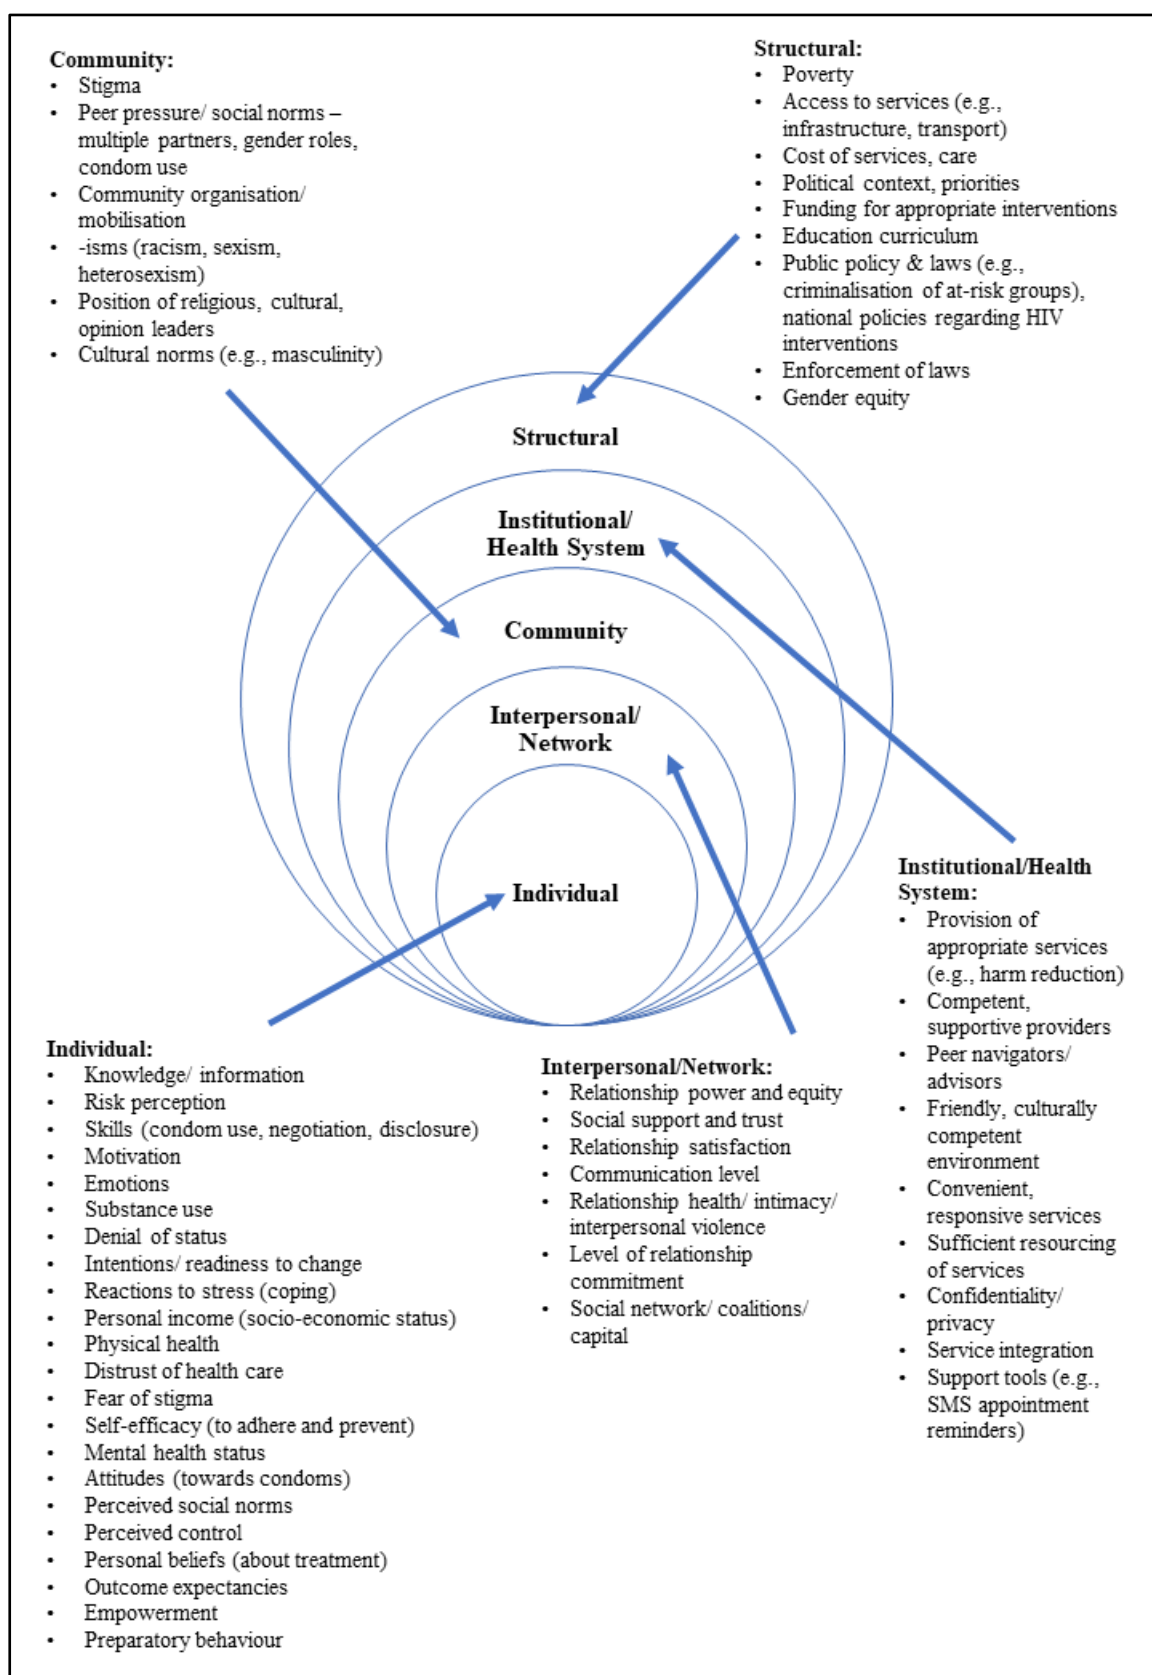 Community:
• Stigma
• Peer pressure/ social norms –
multiple partners, gender roles,
condom use
• Community organisation/
mobilisation
• -isms (racism, sexism,
heterosexism)
• Position of religious, cultural,
opinion leaders
• Cultural norms (e.g., masculinity)
Structural:
• Poverty
• Access to services (e.g.,
infrastructure, transport)
• Cost of services, care
• Political context, priorities
• Funding for appropriate interventions
• Education curriculum
• Public policy & laws (e.g.,
criminalisation of at-risk groups),
national policies regarding HIV
interventions
• Enforcement of laws
• Gender equity
Structural
Institutional/
Health System
Community
Interpersonal/
Network
Individual
Individual:
• Knowledge/ information
• Risk perception
• Skills (condom use, negotiation, disclosure)
• Motivation
• Emotions
• Substance use
• Denial of status
• Intentions/ readiness to change
• Reactions to stress (coping)
• Personal income (socio-economic status)
• Physical health
• Distrust of health care
• Fear of stigma
• Self-efficacy (to adhere and prevent)
• Mental health status
• Attitudes (towards condoms)
• Perceived social norms
• Perceived control
• Personal beliefs (about treatment)
• Outcome expectancies
• Empowerment
• Preparatory behaviour
Interpersonal/Network:
• Relationship power and equity
• Social support and trust
• Relationship satisfaction
• Communication level
• Relationship health/ intimacy/
interpersonal violence
• Level of relationship
commitment
• Social network/ coalitions/
capital
Institutional/Health
System:
• Provision of
appropriate services
(e.g., harm reduction)
• Competent,
supportive providers
• Peer navigators/
advisors
• Friendly, culturally
competent
environment
• Convenient,
responsive services
• Sufficient resourcing
of services
• Confidentiality/
privacy
• Service integration
• Support tools (e.g.,
SMS appointment
reminders)